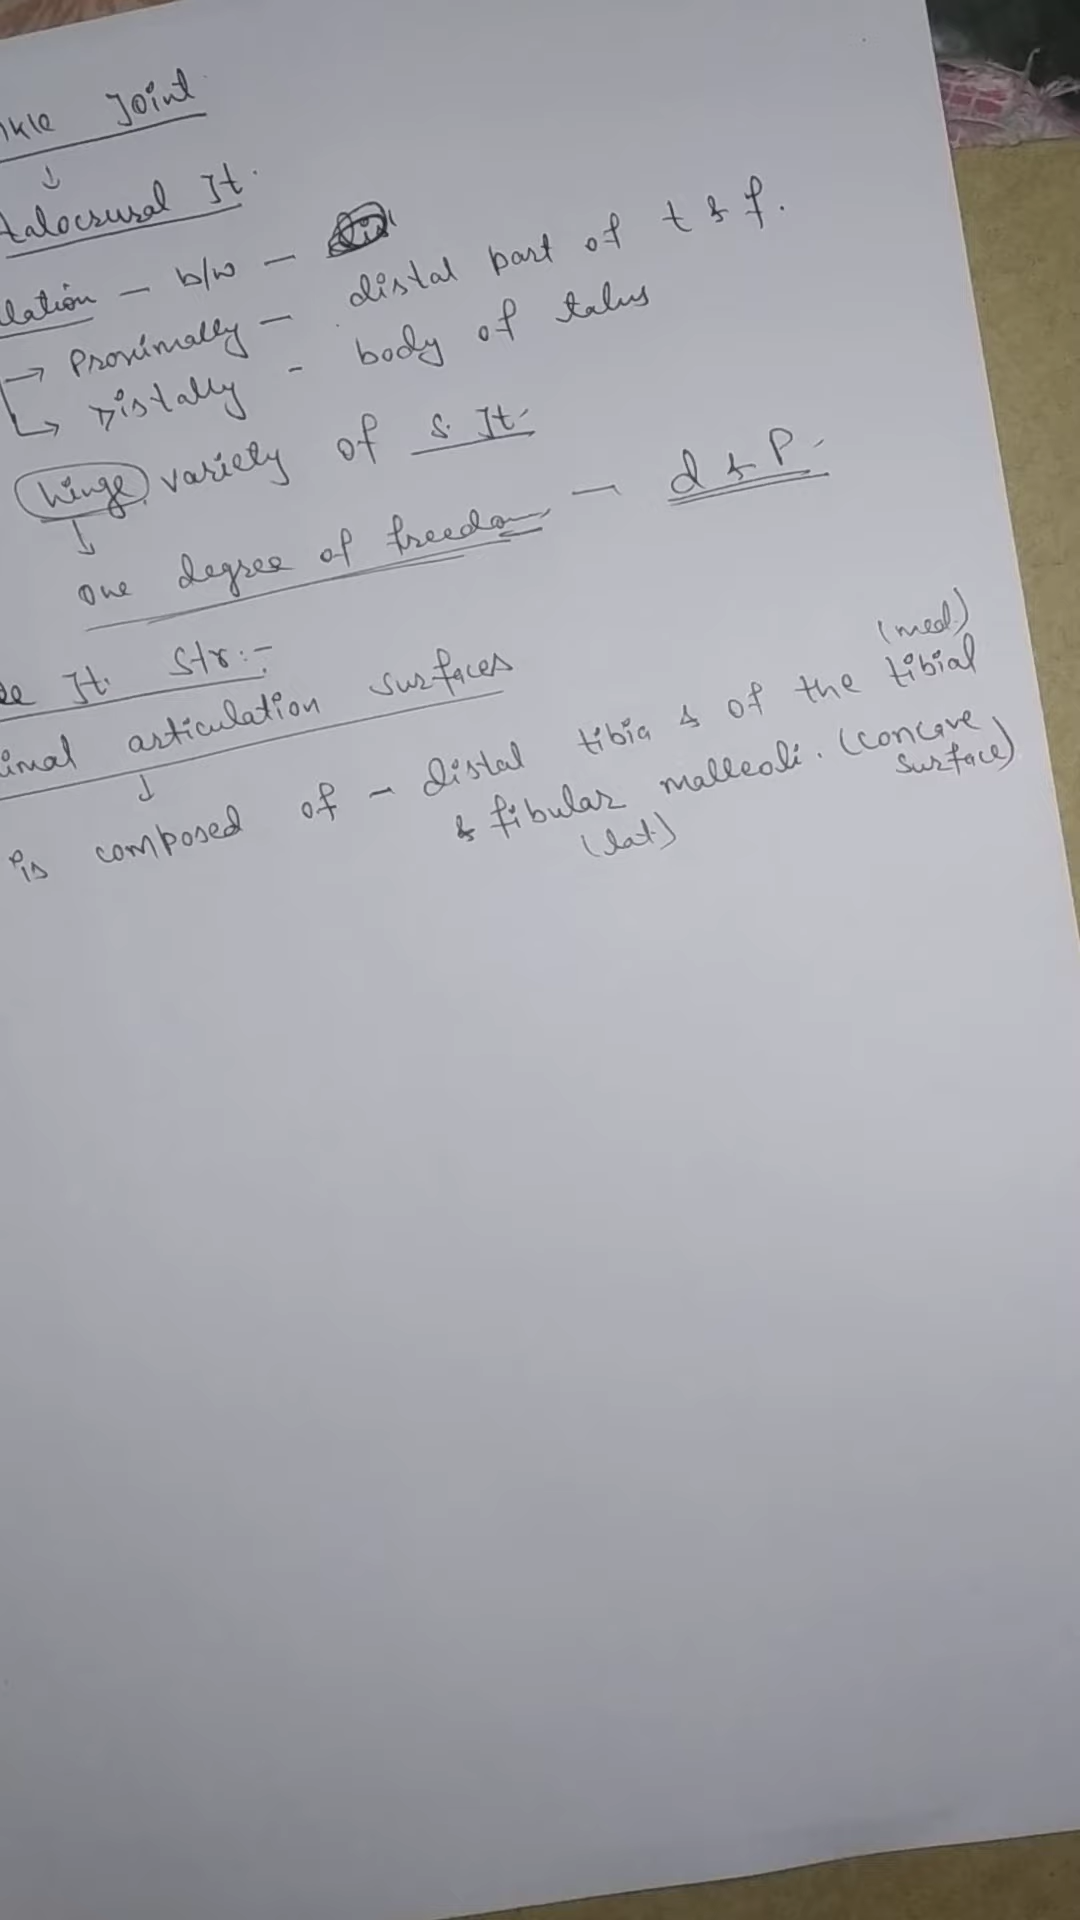 nkle Joint
↓
talocrural Jt.
lation – b/w –
→ Proximally – distal part of t & f.
→ Distally - body of talus
hinge variety of s. Jt.
↓
one degree of freedom – d & P.
Jt. Str:-
imal articulation surfaces
↓
(med)
is composed of – distal tibia & of the tibial
& fibular malleoli. (concave surface)
(lat)